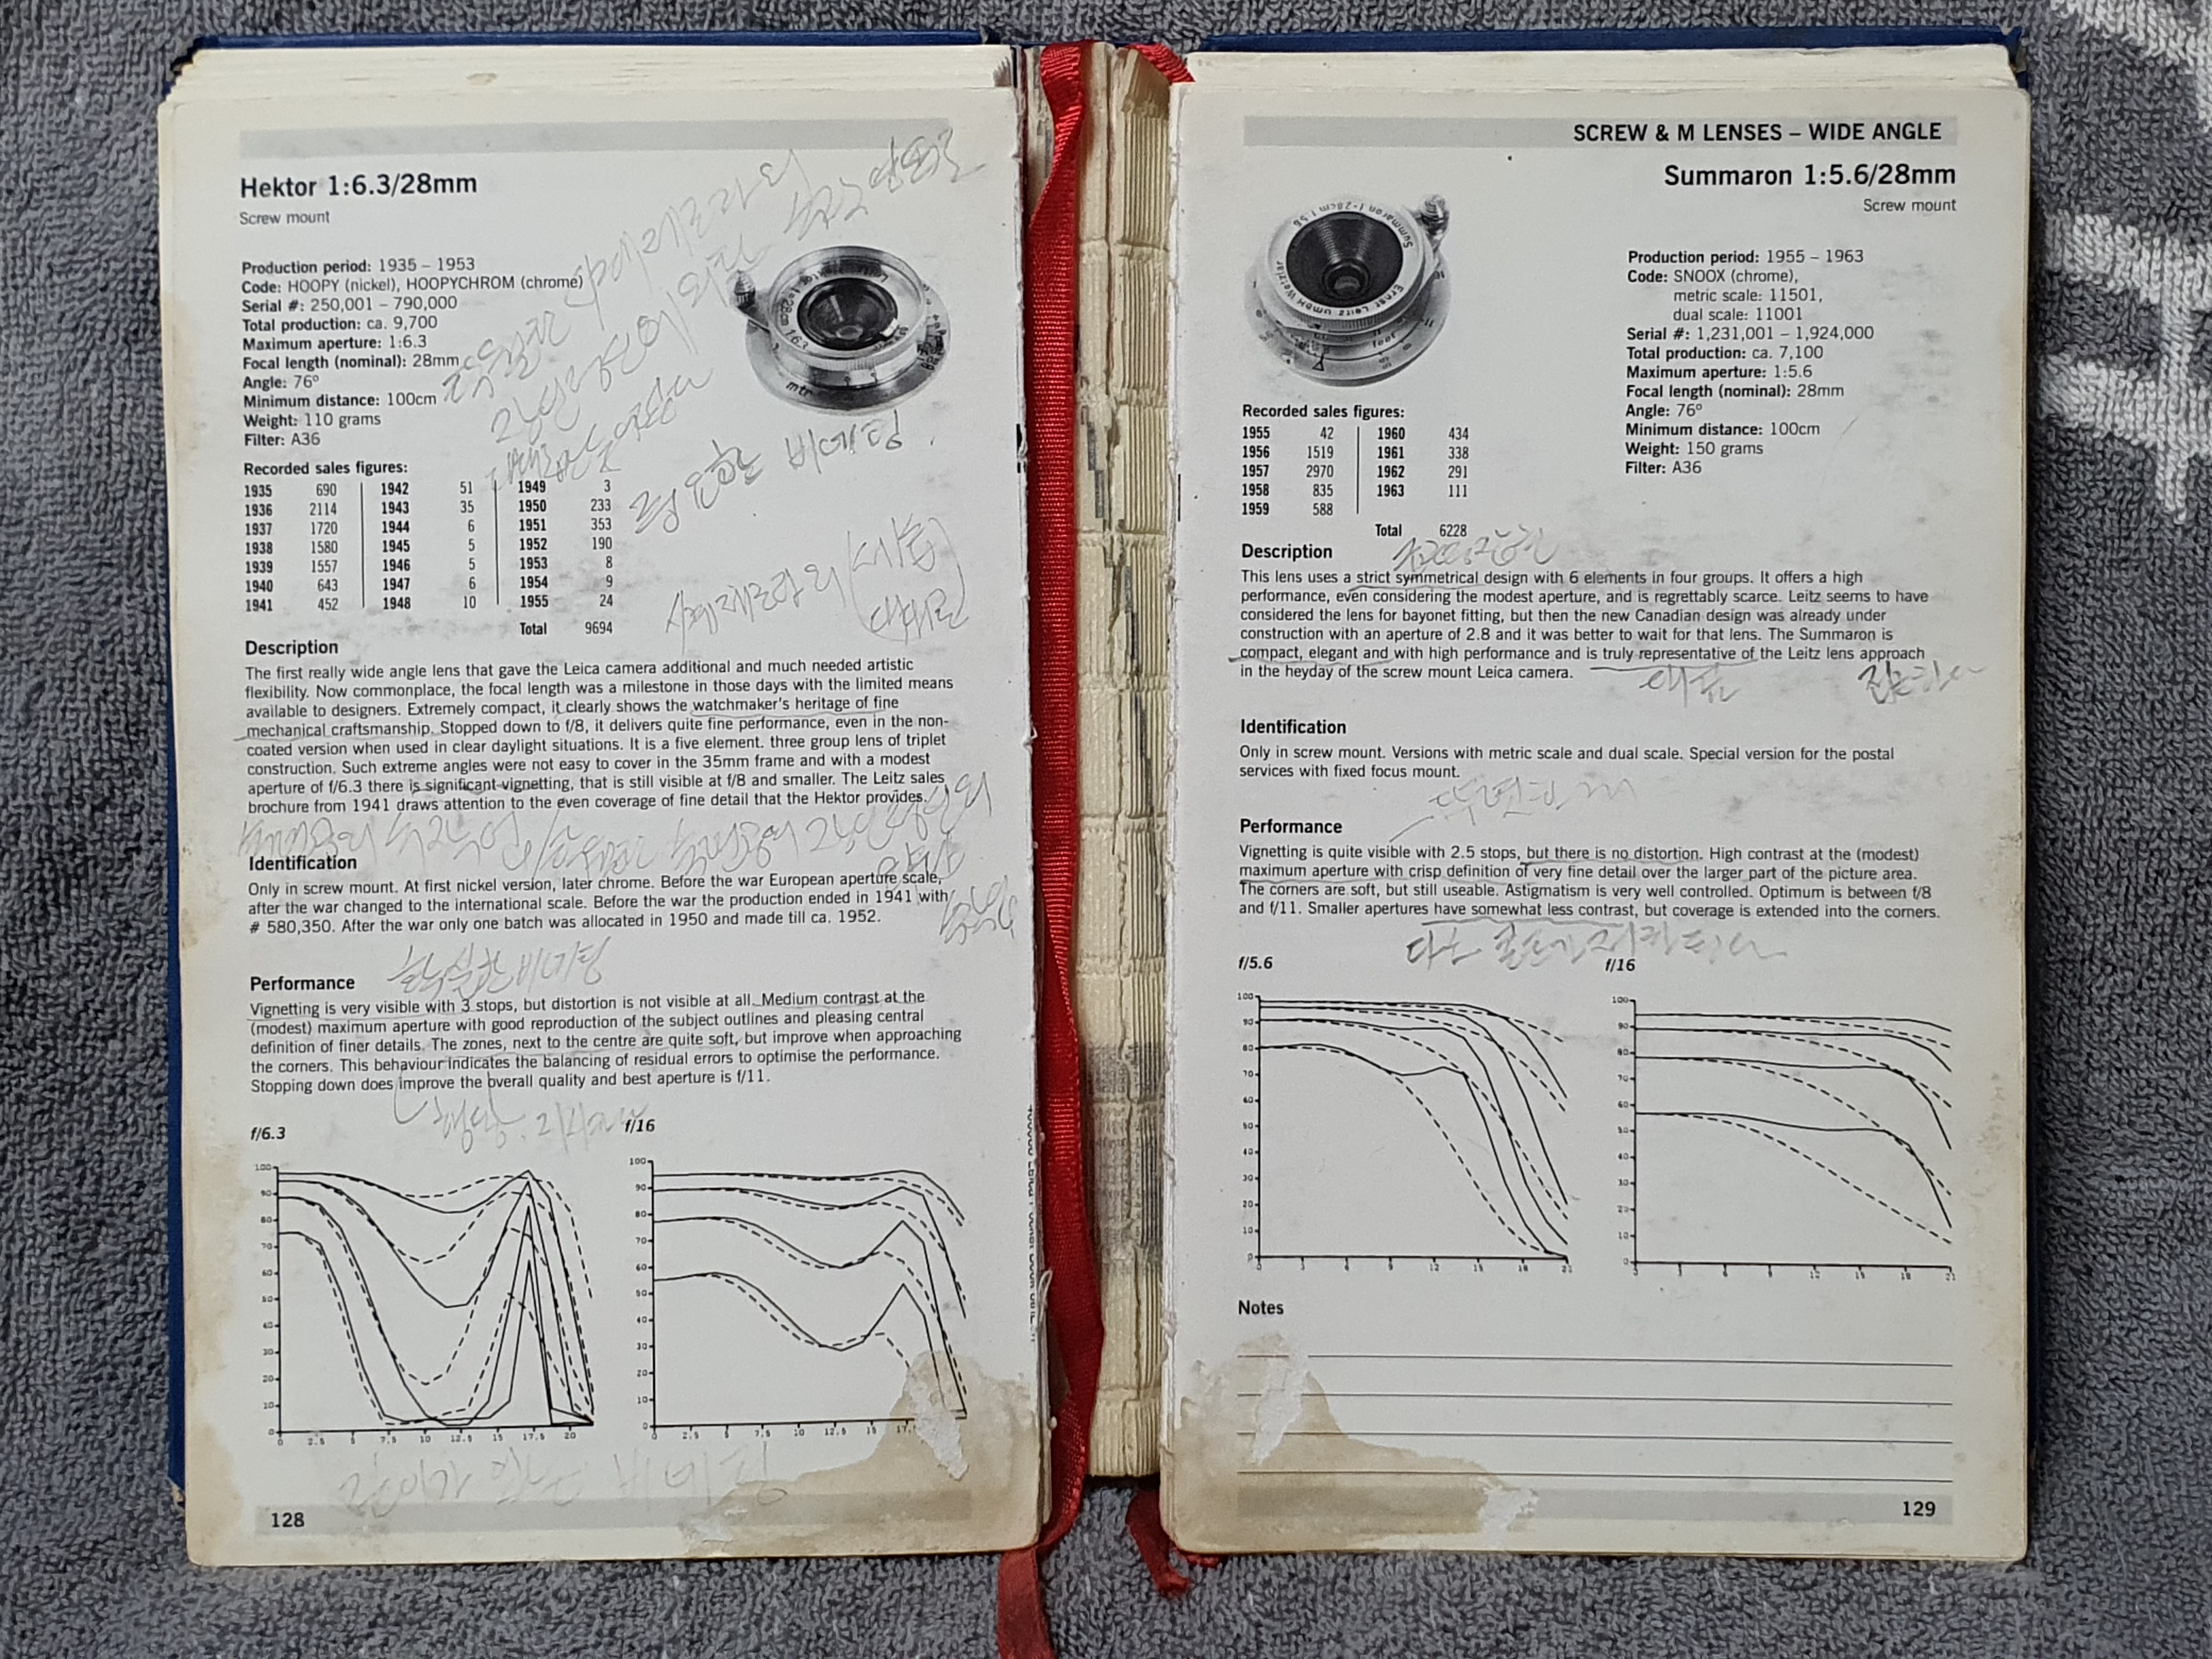 Hektor 1:6.3/28mm
Screw mount
Production period: 1935 – 1953
Code: HOOPY (nickel), HOOPYCHROM (chrome)
Serial #: 250,001 – 790,000
Total production: ca. 9,700
Maximum aperture: 1:6.3
Focal length (nominal): 28mm
Angle: 76º
Minimum distance: 100cm
Weight: 110 grams
Filter: A36
Recorded sales figures:
1935 690 1942 51 1949 3
1936 2114 1943 35 1950 233
1937 1720 1944 6 1951 353
1938 1580 1945 5 1952 190
1939 1557 1946 5 1953 8
1940 643 1947 6 1954 9
1941 452 1948 10 1955 24
Total 9694
Description
The first really wide angle lens that gave the Leica camera additional and much needed artistic
flexibility. Now commonplace, the focal length was a milestone in those days with the limited means
available to designers. Extremely compact, it clearly shows the watchmaker's heritage of fine
mechanical craftsmanship. Stopped down to f/8, it delivers quite fine performance, even in the non-
coated version when used in clear daylight situations. It is a five element. three group lens of triplet
construction. Such extreme angles were not easy to cover in the 35mm frame and with a modest
aperture of f/6.3 there is significant vignetting, that is still visible at f/8 and smaller. The Leitz sales
brochure from 1941 draws attention to the even coverage of fine detail that the Hektor provides.
Identification
Only in screw mount. At first nickel version, later chrome. Before the war European aperture scale,
after the war changed to the international scale. Before the war the production ended in 1941 with
# 580,350. After the war only one batch was allocated in 1950 and made till ca. 1952.
Performance
Vignetting is very visible with 3 stops, but distortion is not visible at all. Medium contrast at the
(modest) maximum aperture with good reproduction of the subject outlines and pleasing central
definition of finer details. The zones, next to the centre are quite soft, but improve when approaching
the corners. This behaviour indicates the balancing of residual errors to optimise the performance.
Stopping down does improve the overall quality and best aperture is f/11.
f/6.3 f/16
128
SCREW & M LENSES – WIDE ANGLE
Summaron 1:5.6/28mm
Screw mount
Production period: 1955 – 1963
Code: SNOOX (chrome),
metric scale: 11501,
dual scale: 11001
Serial #: 1,231,001 – 1,924,000
Total production: ca. 7,100
Maximum aperture: 1:5.6
Focal length (nominal): 28mm
Angle: 76º
Minimum distance: 100cm
Weight: 150 grams
Filter: A36
Recorded sales figures:
1955 42 1960 434
1956 1519 1961 338
1957 2970 1962 291
1958 835 1963 111
1959 588
Total 6228
Description
This lens uses a strict symmetrical design with 6 elements in four groups. It offers a high
performance, even considering the modest aperture, and is regrettably scarce. Leitz seems to have
considered the lens for bayonet fitting, but then the new Canadian design was already under
construction with an aperture of 2.8 and it was better to wait for that lens. The Summaron is
compact, elegant and with high performance and is truly representative of the Leitz lens approach
in the heyday of the screw mount Leica camera.
Identification
Only in screw mount. Versions with metric scale and dual scale. Special version for the postal
services with fixed focus mount.
Performance
Vignetting is quite visible with 2.5 stops, but there is no distortion. High contrast at the (modest)
maximum aperture with crisp definition of very fine detail over the larger part of the picture area.
The corners are soft, but still useable. Astigmatism is very well controlled. Optimum is between f/8
and f/11. Smaller apertures have somewhat less contrast, but coverage is extended into the corners.
f/5.6 f/16
Notes
129